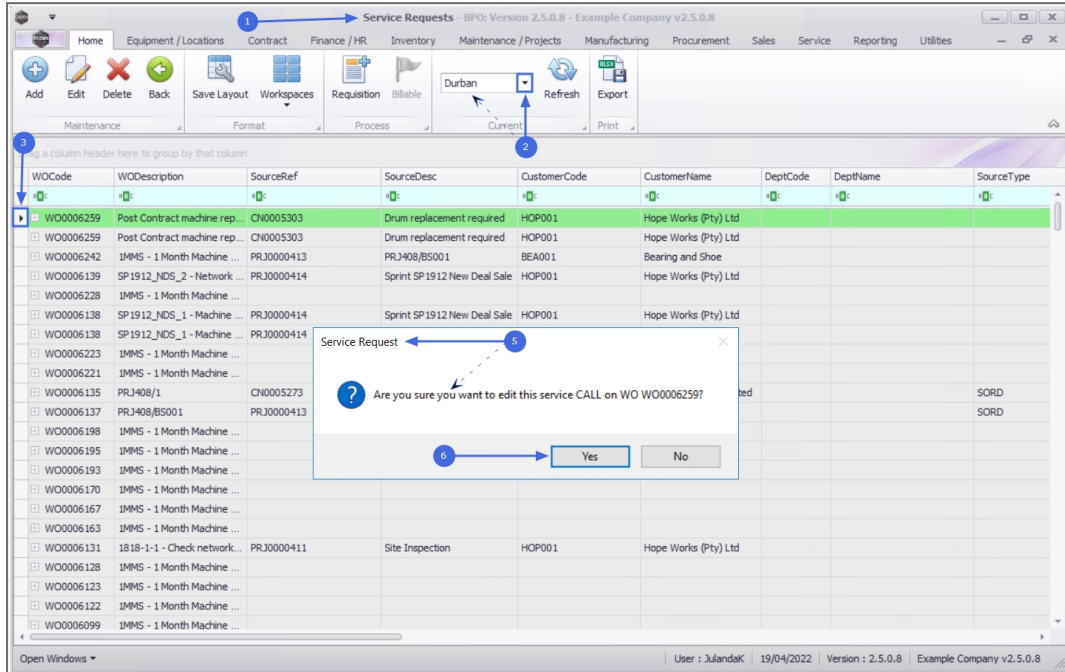 1
Service Requests - BPO: Version 2.5.0.8 - Example Company v2.5.0.8
Home Equipment / Locations Contract Finance / HR Inventory Maintenance / Projects Manufacturing Procurement Sales Service Reporting Utilities
Add Edit Delete Back Save Layout Workspaces Requisition Billable Durban Refresh Export
Maintenance Format Process Current Print
3 2
Drag a column header here to group by that column
WOCode WODescription SourceRef SourceDesc CustomerCode CustomerName DeptCode DeptName SourceType
WO0006259 Post Contract machine rep... CN0005303 Drum replacement required HOP001 Hope Works (Pty) Ltd
WO0006259 Post Contract machine rep... CN0005303 Drum replacement required HOP001 Hope Works (Pty) Ltd
WO0006242 1MMS - 1 Month Machine ... PRJ0000413 PRJ408/BS001 BEA001 Bearing and Shoe
WO0006139 SP1912_NDS_2 - Network ... PRJ0000414 Sprint SP1912 New Deal Sale HOP001 Hope Works (Pty) Ltd
WO0006228 1MMS - 1 Month Machine ...
WO0006138 SP1912_NDS_1 - Machine ... PRJ0000414 Sprint SP1912 New Deal Sale HOP001 Hope Works (Pty) Ltd
WO0006138 SP1912_NDS_1 - Machine ... PRJ0000414
WO0006223 1MMS - 1 Month Machine ...
WO0006221 1MMS - 1 Month Machine ...
WO0006135 PRJ408/1 CN0005273 ted SORD
WO0006137 PRJ408/BS001 PRJ0000413 SORD
WO0006198 1MMS - 1 Month Machine ...
WO0006195 1MMS - 1 Month Machine ...
WO0006193 1MMS - 1 Month Machine ...
WO0006170 1MMS - 1 Month Machine ...
WO0006167 1MMS - 1 Month Machine ...
WO0006163 1MMS - 1 Month Machine ...
WO0006131 1818-1-1 - Check network... PRJ0000411 Site Inspection HOP001 Hope Works (Pty) Ltd
WO0006128 1MMS - 1 Month Machine ...
WO0006123 1MMS - 1 Month Machine ...
WO0006122 1MMS - 1 Month Machine ...
WO0006099 1MMS - 1 Month Machine ...
Service Request 5
Are you sure you want to edit this service CALL on WO WO0006259?
6 Yes No
Open Windows User : JulandaK 19/04/2022 Version : 2.5.0.8 Example Company v2.5.0.8